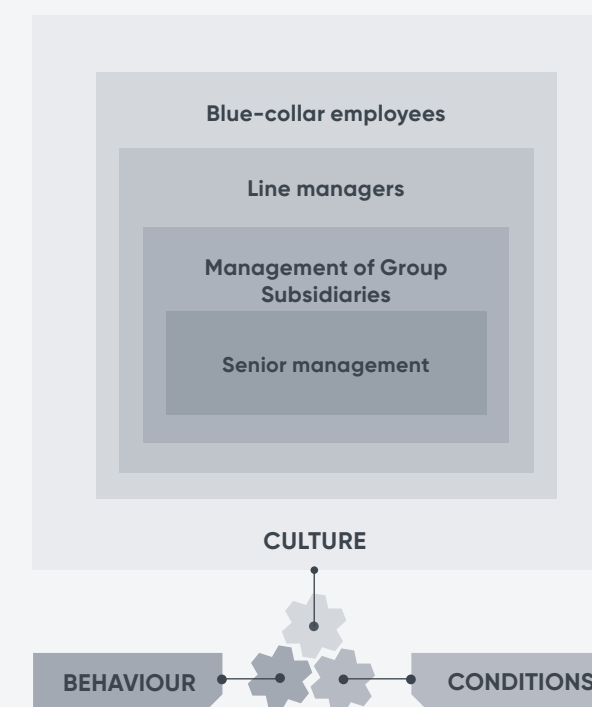 Blue-collar employees
Line managers
Management of Group
Subsidiaries
Senior management
CULTURE
BEHAVIOUR
CONDITIONS